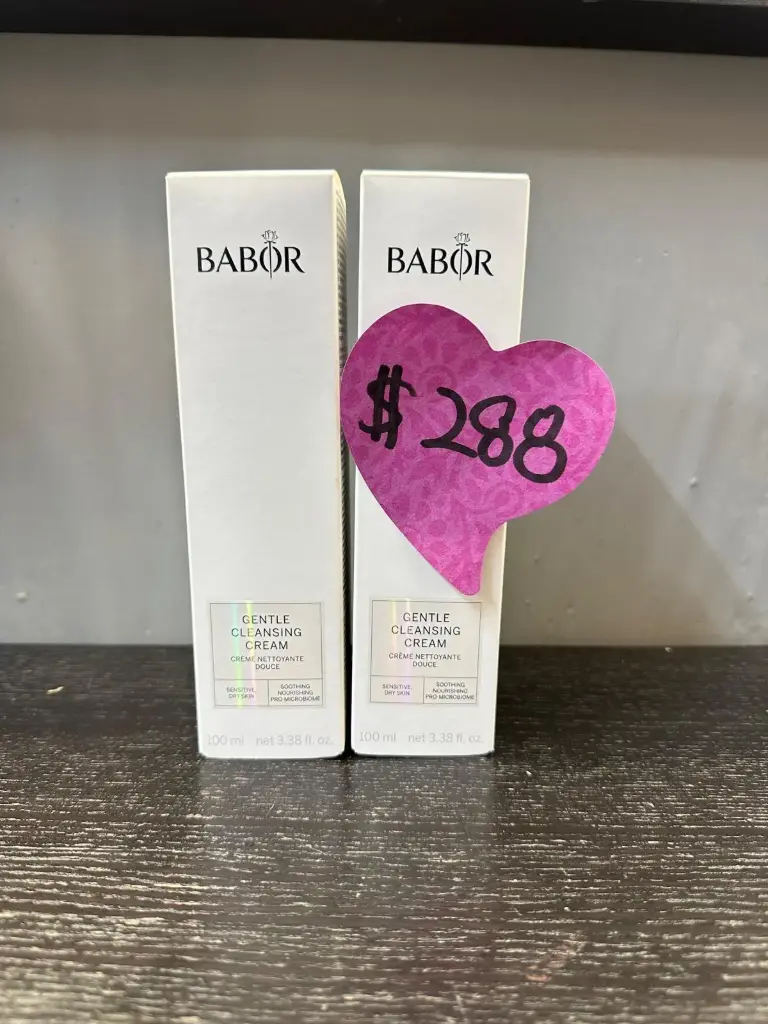 BABOR
GENTLE
CLEANSING
CREAM
CRÈME NETTOYANTE
DOUCE
SENSITIVE,
DRY SKIN
SOOTHING
NOURISHING
PRO-MICROBIOME
100 ml net 3.38 fl. oz.
BABOR
$288
GENTLE
CLEANSING
CREAM
CRÈME NETTOYANTE
DOUCE
SENSITIVE,
DRY SKIN
SOOTHING
NOURISHING
PRO-MICROBIOME
100 ml net 3.38 fl. oz.